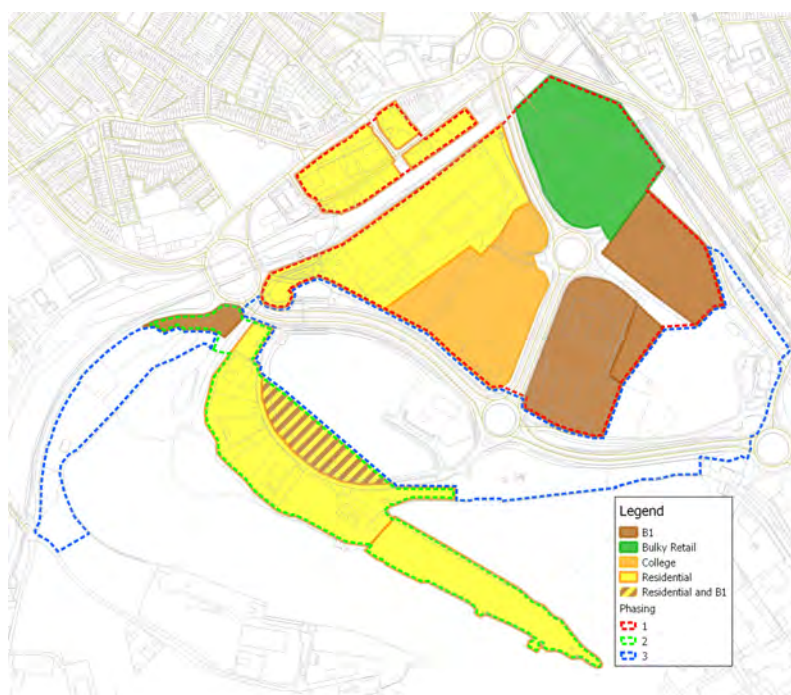 Legend
B1
Bulky Retail
College
Residential
Residential and B1
Phasing
1
2
3